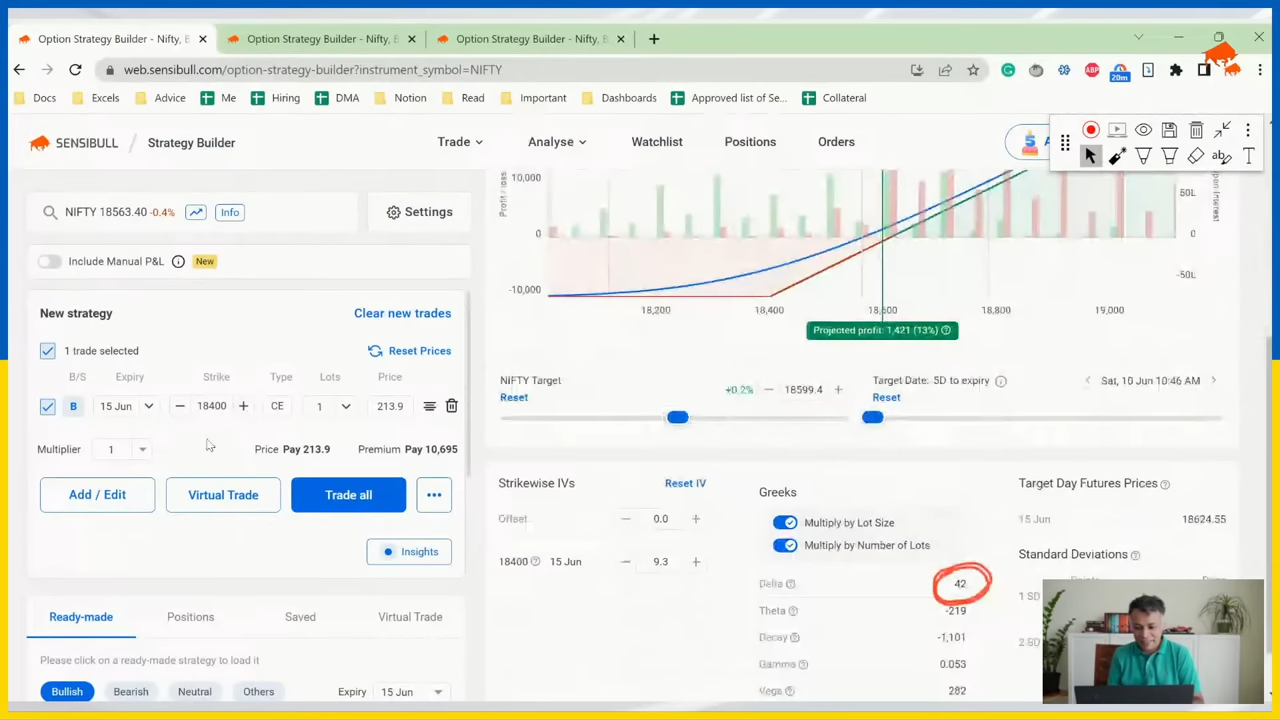 Option Strategy Builder - Nifty, B
Option Strategy Builder - Nifty, B
Option Strategy Builder - Nifty, B
web.sensibull.com/option-strategy-builder?instrument_symbol=NIFTY
ABP
20m
Docs
Excels
Advice
Me
Hiring
DMA
Notion
Read
Important
Dashboards
Approved list of Se...
Collateral
SENSIBULL
Strategy Builder
Trade
Analyse
Watchlist
Positions
Orders
5
NIFTY 18563.40 -0.4%
Info
Settings
Include Manual P&L
New
New strategy
Clear new trades
1 trade selected
Reset Prices
B/S Expiry Strike Type Lots Price
B 15 Jun 18400 CE 1 213.9
Multiplier 1 Price Pay 213.9 Premium Pay 10,695
Add / Edit
Virtual Trade
Trade all
Insights
Ready-made
Positions
Saved
Virtual Trade
Please click on a ready-made strategy to load it
Bullish
Bearish
Neutral
Others
Expiry 15 Jun
10,000
0
-10,000
50L
0
-50L
18,200 18,400 18,600 18,800 19,000
Projected profit: 1,421 (13%)
NIFTY Target
Reset
+0.2%
18599.4
Target Date: 5D to expiry
Reset
Sat, 10 Jun 10:46 AM
Strikewise IVs
Reset IV
Offset 0.0
18400 15 Jun 9.3
Greeks
Multiply by Lot Size
Multiply by Number of Lots
Delta 42
Theta -219
Decay -1,101
Gamma 0.053
Vega 282
Target Day Futures Prices
15 Jun 18624.55
Standard Deviations
1 SD
2 SD